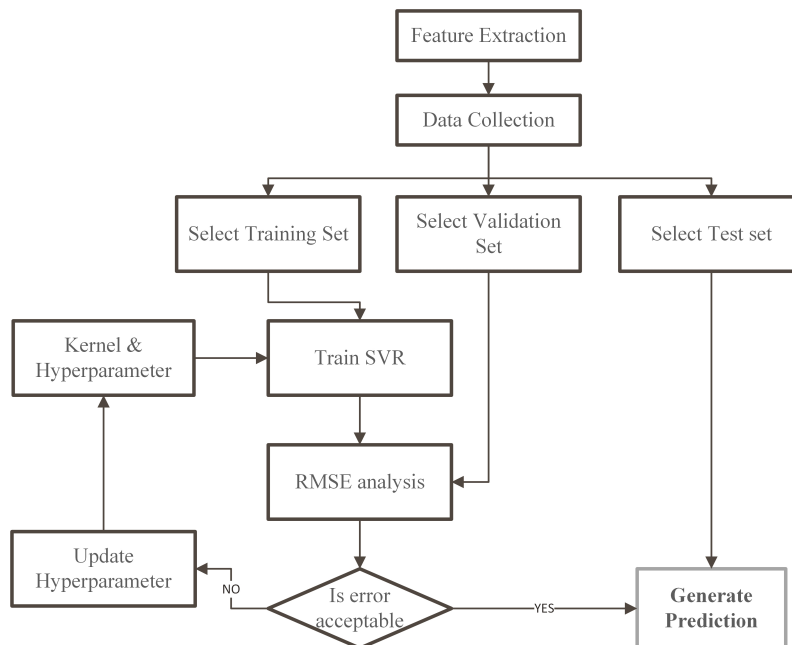 Feature Extraction
Data Collection
Select Training Set
Select Validation
Set
Select Test set
Kernel &
Hyperparameter
Train SVR
RMSE analysis
Update
Hyperparameter
NO
Is error
acceptable
YES
Generate
Prediction